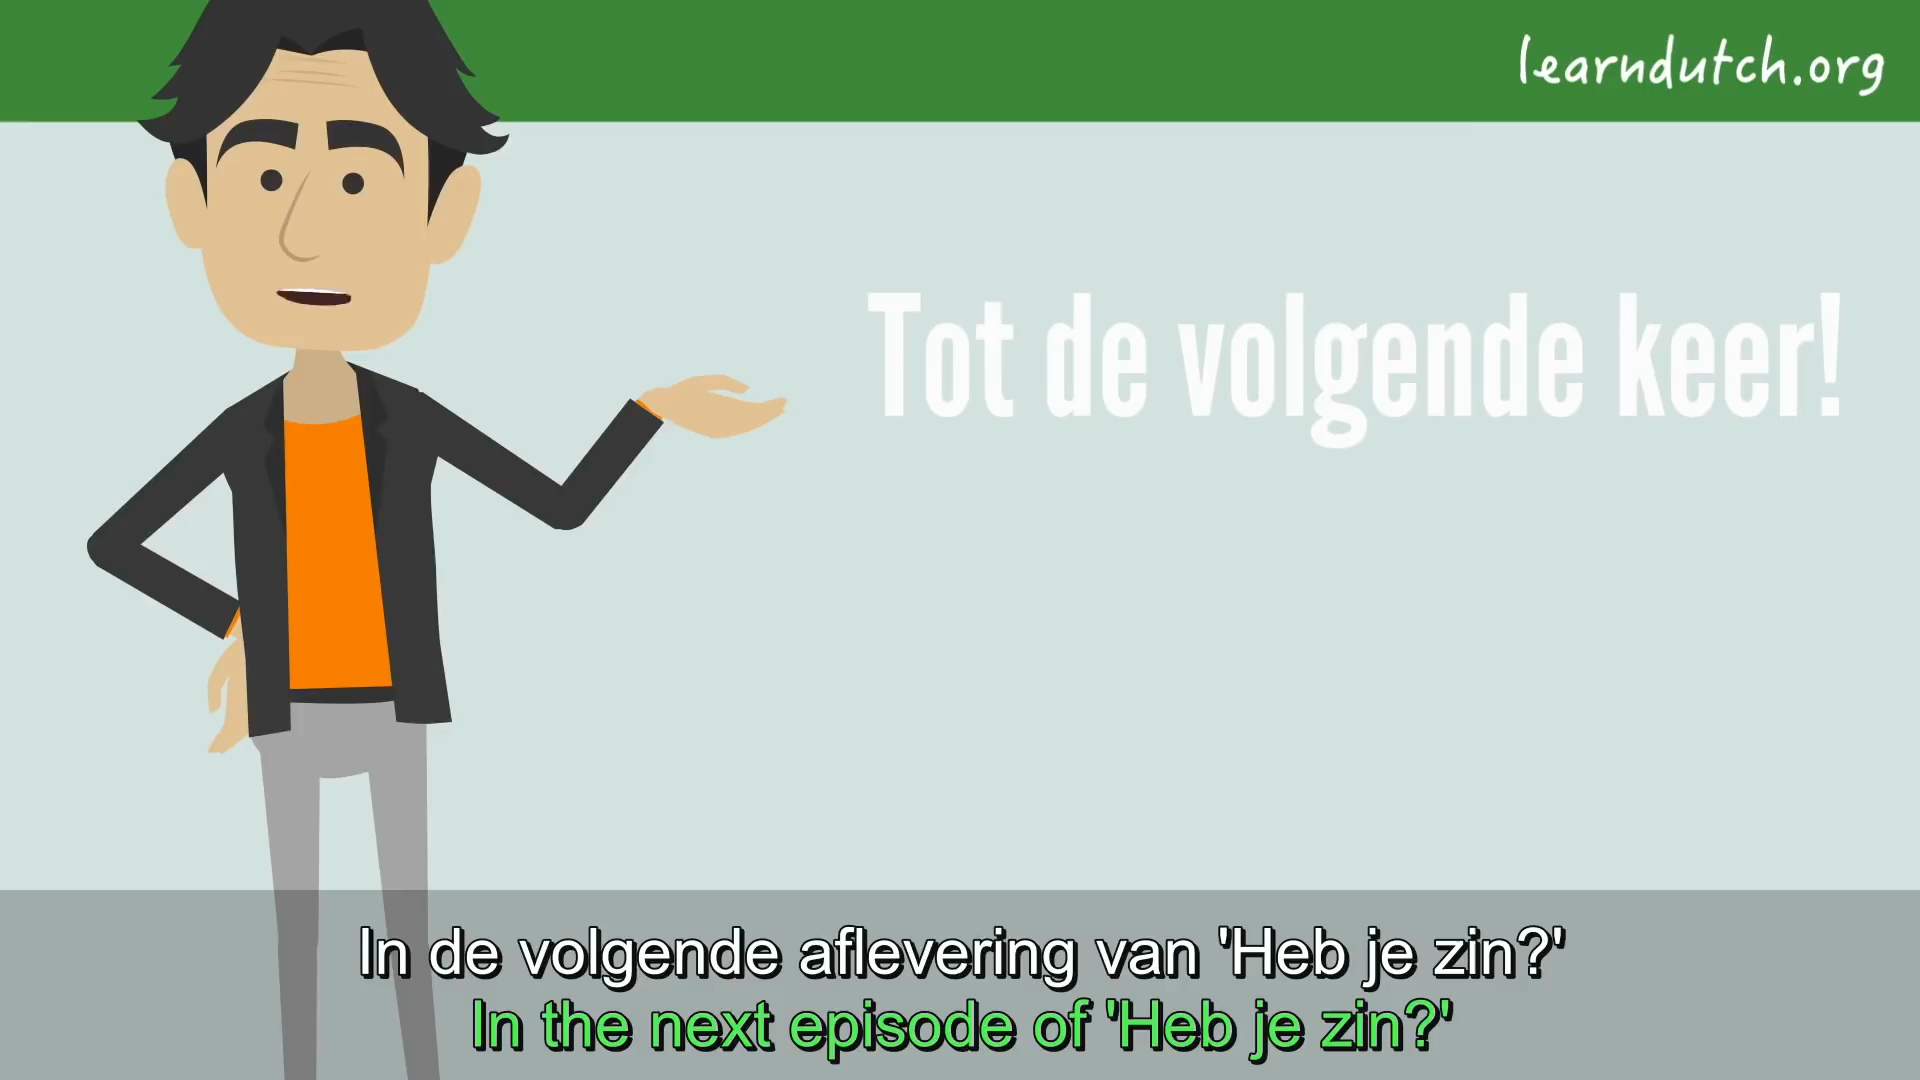 learndutch.org
Tot de volgende keer!
In de volgende aflevering van 'Heb je zin?'
In the next episode of 'Heb je zin?'